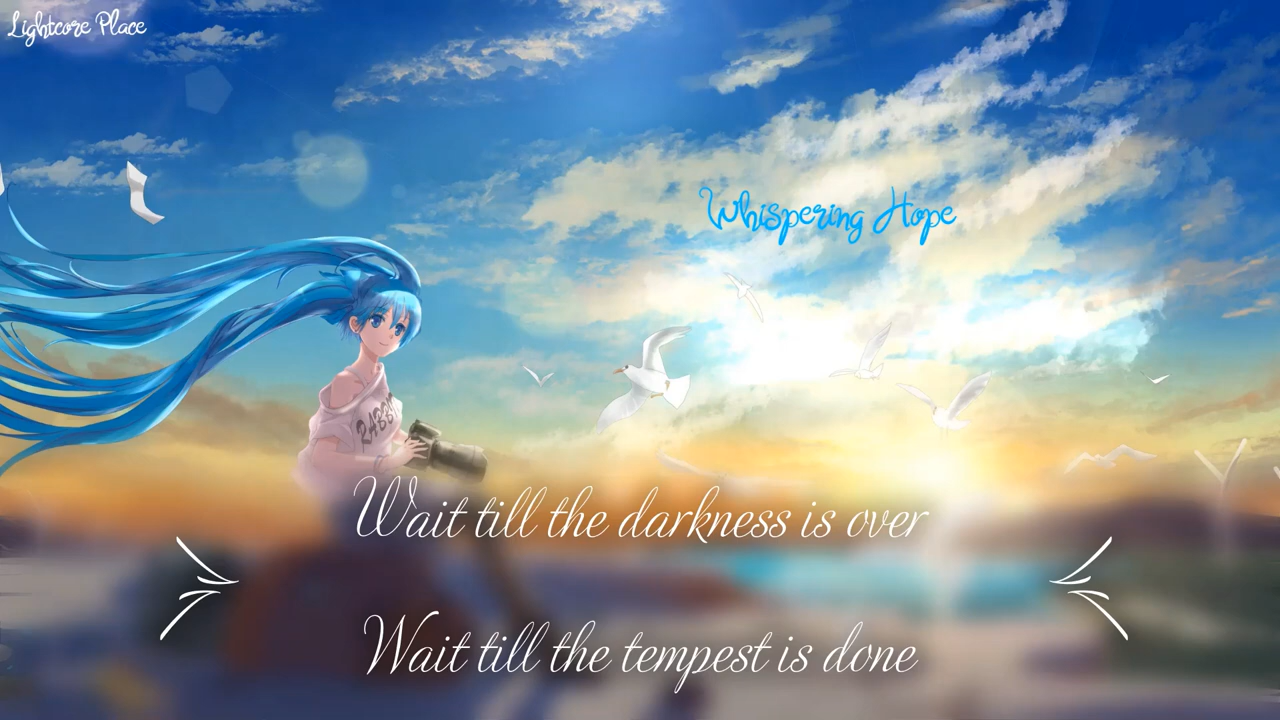 Lightcore Place
Whispering Hope
Wait till the darkness is over
Wait till the tempest is done